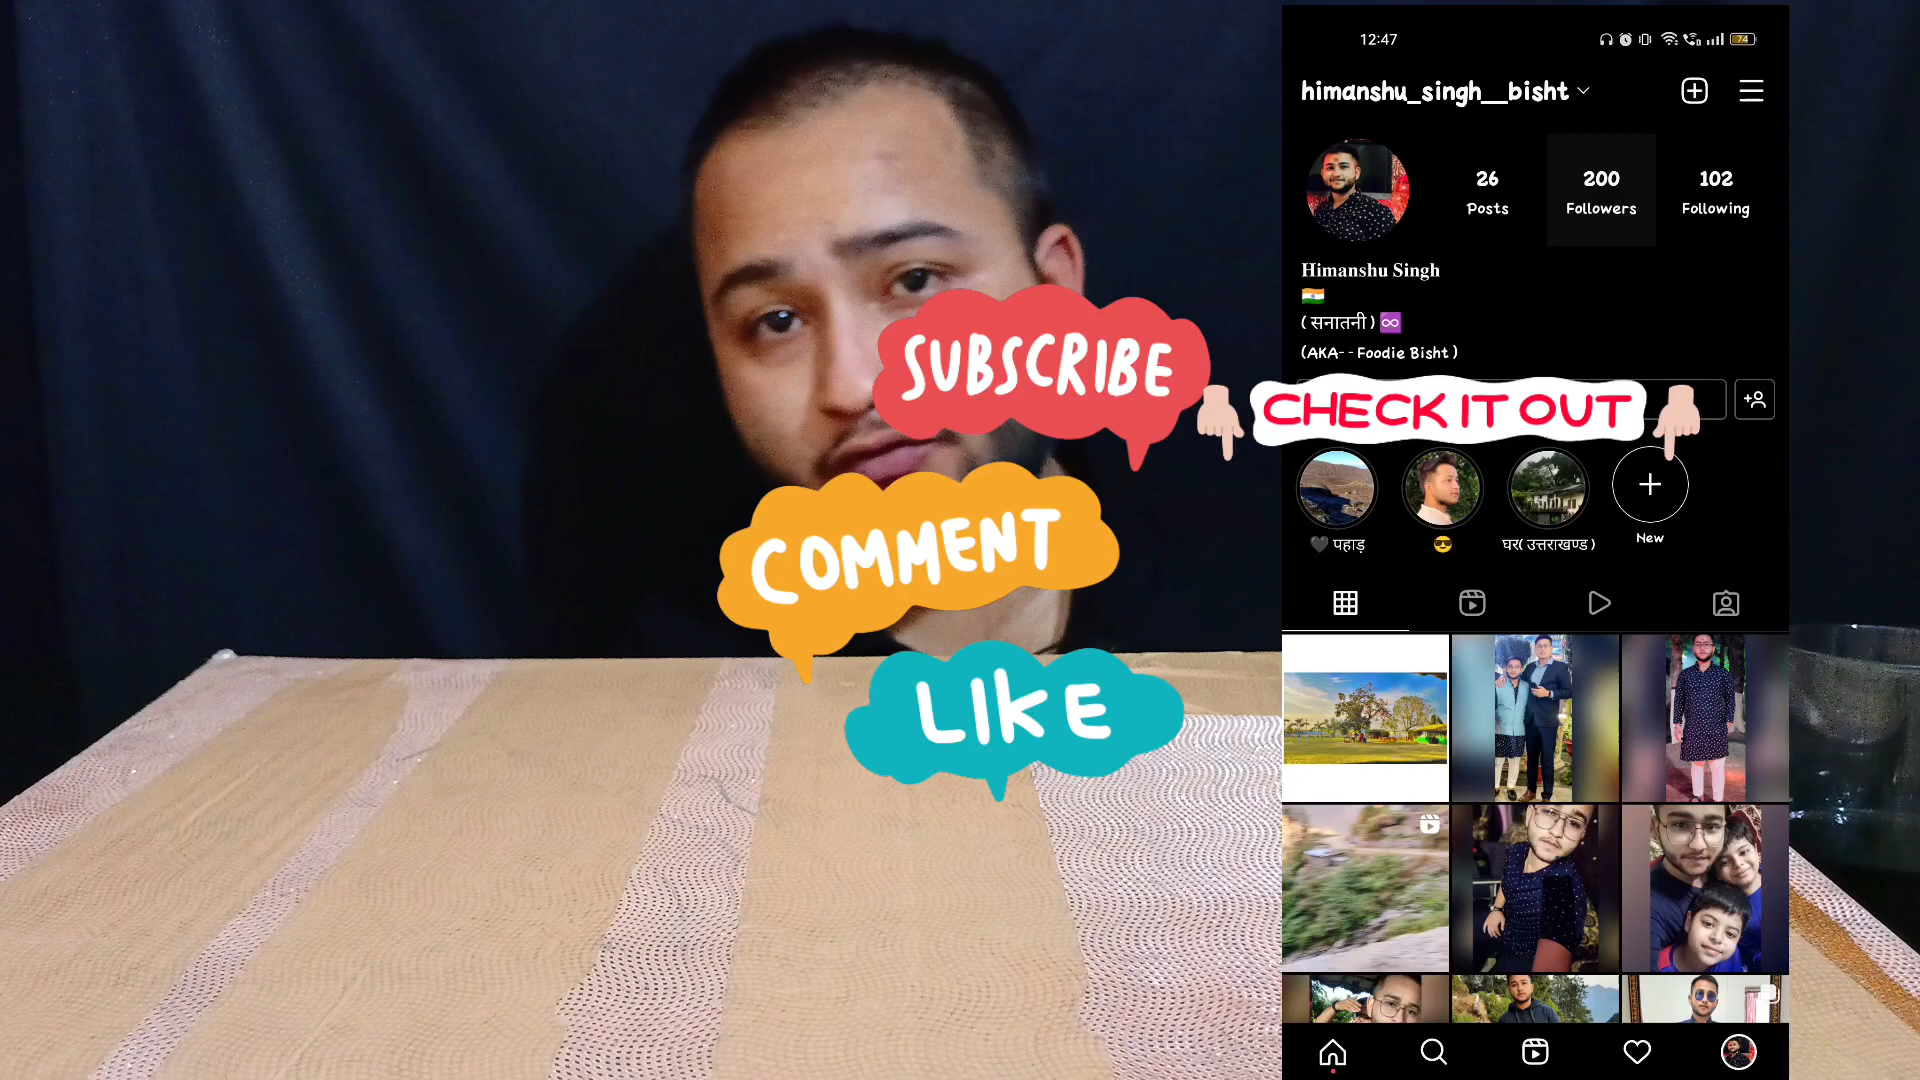 12:47
74
himanshu_singh__bisht
26
Posts
200
Followers
102
Following
Himanshu Singh
🇮🇳
( सनातनी ) ♾️
(AKA-- Foodie Bisht )
SUBSCRIBE
CHECK IT OUT
COMMENT
LIKE
🖤 पहाड़
😎
घर( उत्तराखण्ड )
New